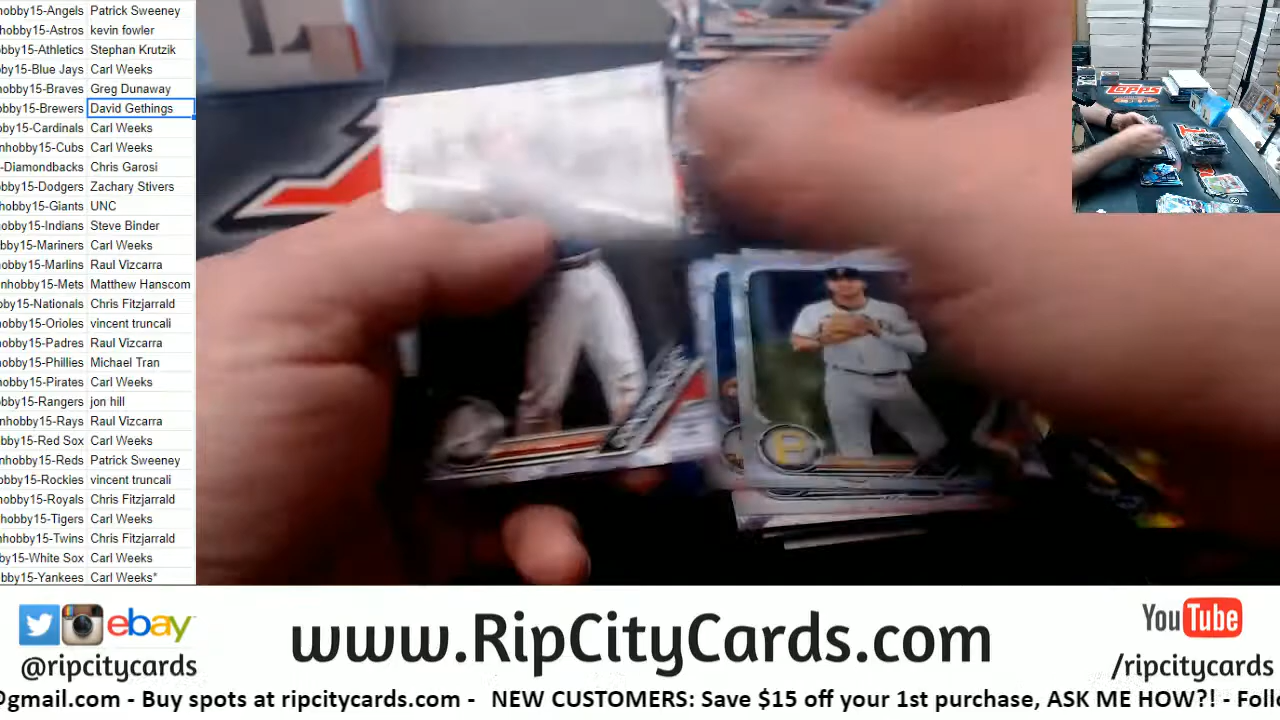 hobby15-Angels Patrick Sweeney
hobby15-Astros kevin fowler
obby15-Athletics Stephan Krutzik
by15-Blue Jays Carl Weeks
hobby15-Braves Greg Dunaway
obby15-Brewers David Gethings
obby15-Cardinals Carl Weeks
nhobby15-Cubs Carl Weeks
-Diamondbacks Chris Garosi
obby15-Dodgers Zachary Stivers
hobby15-Giants UNC
hobby15-Indians Steve Binder
bby15-Mariners Carl Weeks
obby15-Marlins Raul Vizcarra
nhobby15-Mets Matthew Hanscom
obby15-Nationals Chris Fitzjarrald
hobby15-Orioles vincent truncali
hobby15-Padres Raul Vizcarra
hobby15-Phillies Michael Tran
hobby15-Pirates Carl Weeks
obby15-Rangers jon hill
nhobby15-Rays Raul Vizcarra
obby15-Red Sox Carl Weeks
nhobby15-Reds Patrick Sweeney
obby15-Rockies vincent truncali
hobby15-Royals Chris Fitzjarrald
hobby15-Tigers Carl Weeks
hobby15-Twins Chris Fitzjarrald
by15-White Sox Carl Weeks
obby15-Yankees Carl Weeks*
Topps
P
ebay
@ripcitycards
www.RipCityCards.com
YouTube
/ripcitycards
@gmail.com - Buy spots at ripcitycards.com - NEW CUSTOMERS: Save $15 off your 1st purchase, ASK ME HOW?! - Follo